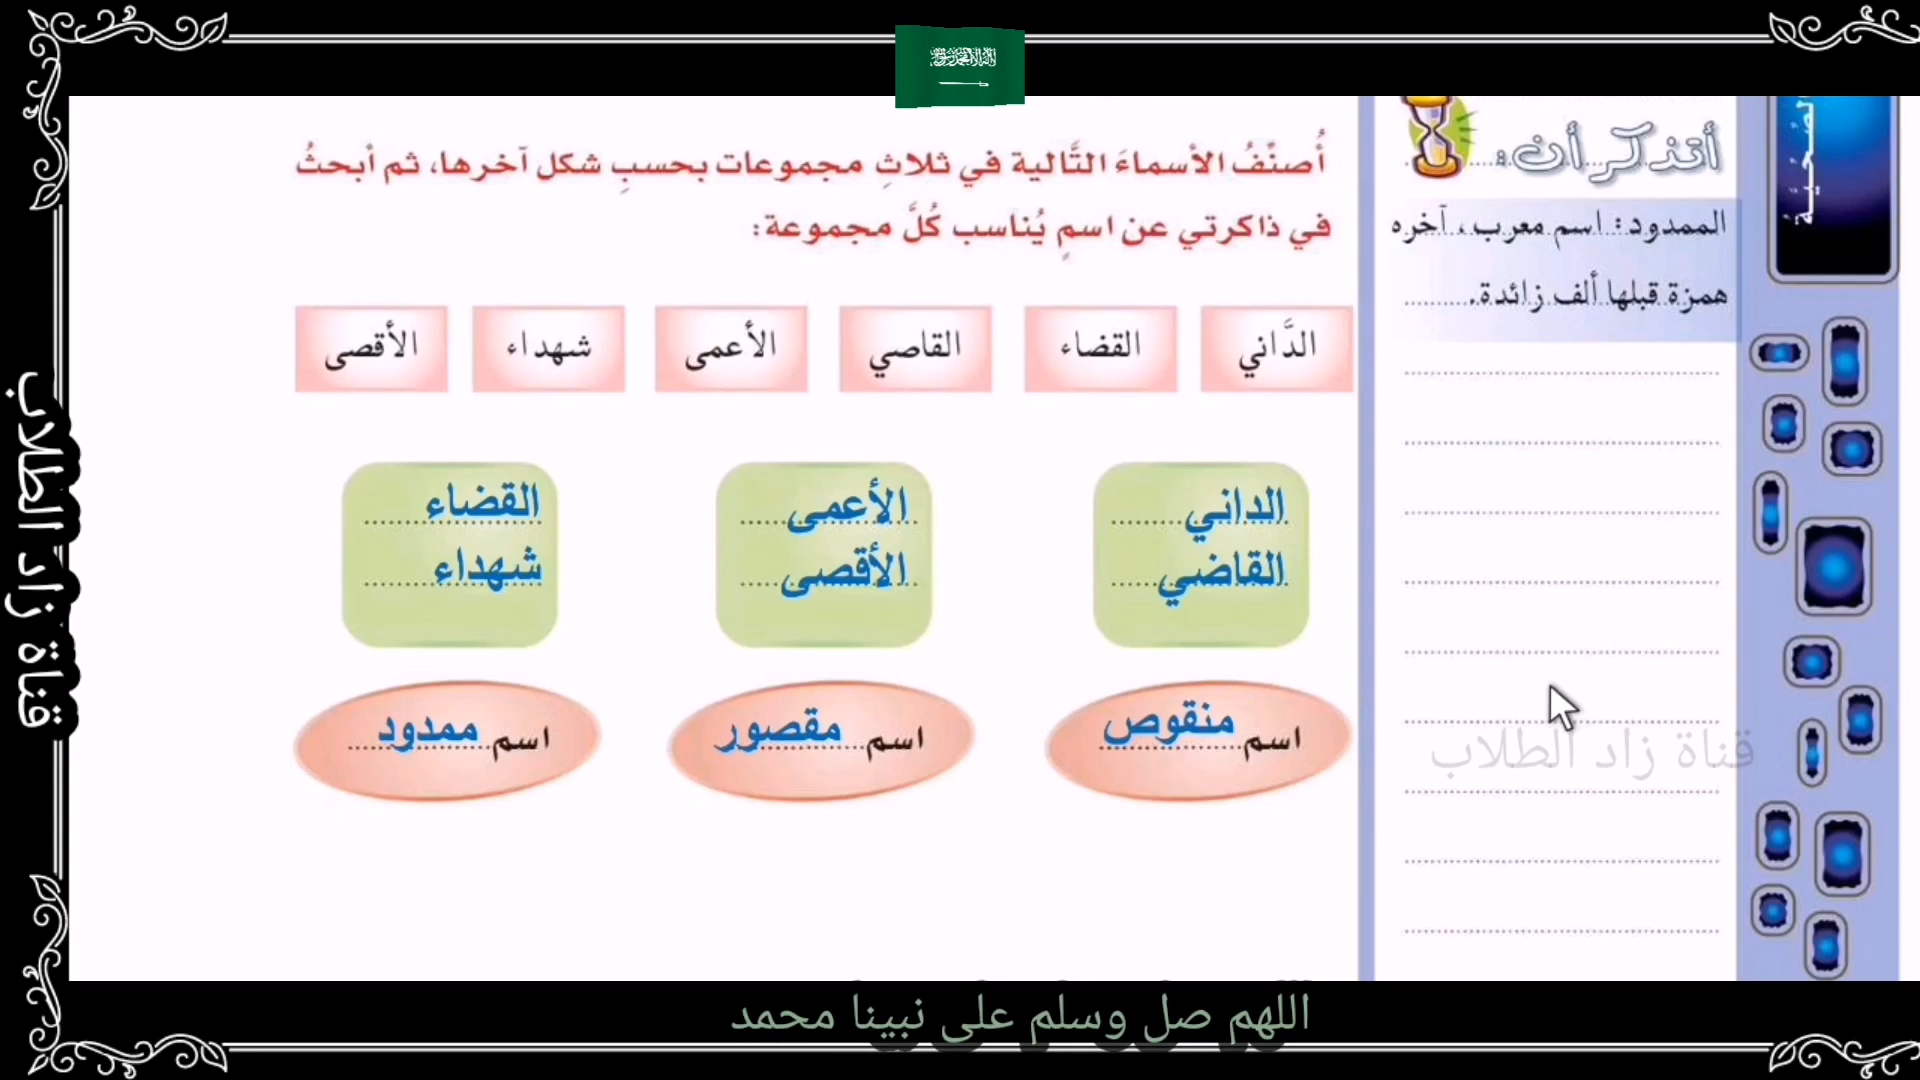 أتذكر أن:
الممدود: اسم معرب، آخره
همزة قبلها ألف زائدة.
أُصنِّفُ الأسماءَ التَّالية في ثلاثِ مجموعات بحسبِ شكل آخرها، ثم أبحثُ
في ذاكرتي عن اسمٍ يُناسب كُلَّ مجموعة:
الدَّاني القضاء القاصي الأعمى شهداء الأقصى
الداني
القاضي
الأعمى
الأقصى
القضاء
شهداء
اسم منقوص
اسم مقصور
اسم ممدود
قناة زاد الطلاب
قناة زاد الطلاب
اللهم صل وسلم على نبينا محمد